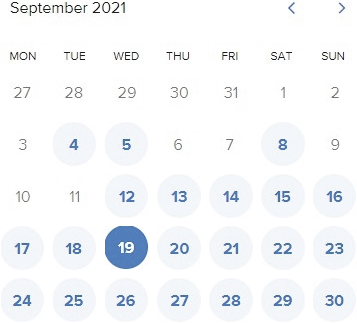 September 2021
MON TUE WED THU FRI SAT SUN
27 28 29 30 31 1 2
3 4 5 6 7 8 9
10 11 12 13 14 15 16
17 18 19 20 21 22 23
24 25 26 27 28 29 30